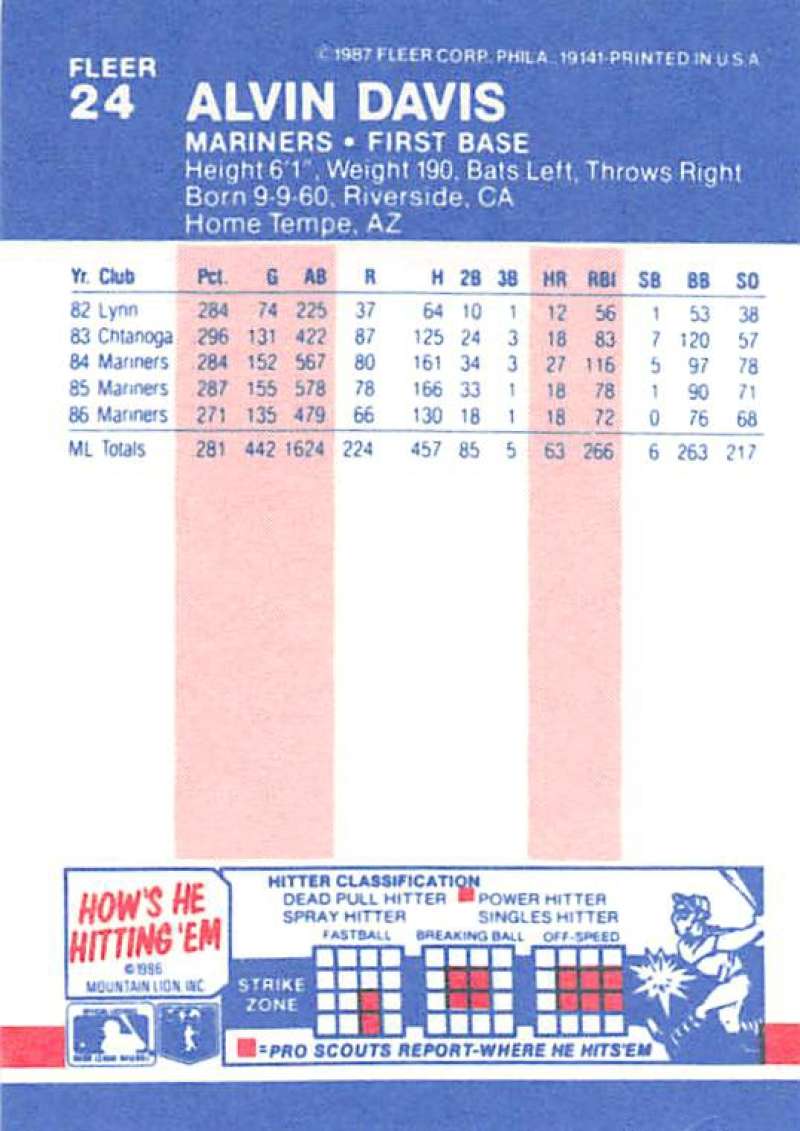 © 1987 FLEER CORP. PHILA., 19141-PRINTED IN U.S.A.
FLEER
24 ALVIN DAVIS
MARINERS • FIRST BASE
Height 6'1", Weight 190, Bats Left, Throws Right
Born 9-9-60, Riverside, CA
Home Tempe, AZ
Yr. Club Pct. G AB R H 2B 3B HR RBI SB BB SO
82 Lynn .284 74 225 37 64 10 1 12 56 1 53 38
83 Chtanoga .296 131 422 87 125 24 3 18 83 7 120 57
84 Mariners .284 152 567 80 161 34 3 27 116 5 97 78
85 Mariners .287 155 578 78 166 33 1 18 78 1 90 71
86 Mariners .271 135 479 66 130 18 1 18 72 0 76 68
ML Totals .281 442 1624 224 457 85 5 63 266 6 263 217
HOW'S HE
HITTING 'EM
© 1986
MOUNTAIN LION INC
HITTER CLASSIFICATION
DEAD PULL HITTER POWER HITTER
SPRAY HITTER SINGLES HITTER
FASTBALL BREAKING BALL OFF-SPEED
STRIKE
ZONE
=PRO SCOUTS REPORT-WHERE HE HITS'EM
MAJOR LEAGUE BASEBALL